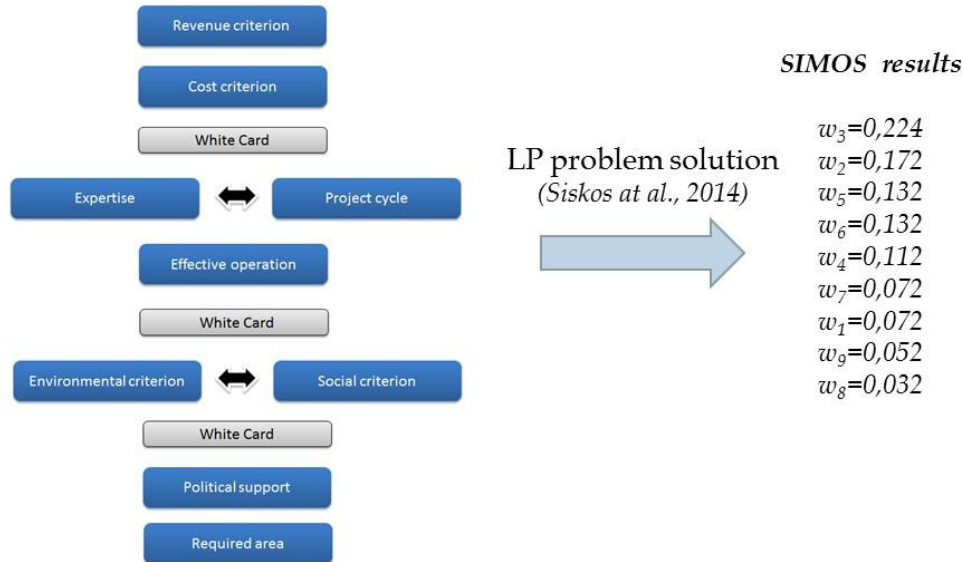 Revenue criterion
Cost criterion
White Card
Expertise
Project cycle
Effective operation
White Card
Environmental criterion
Social criterion
White Card
Political support
Required area
LP problem solution
(Siskos at al., 2014)
SIMOS results
w₃=0,224
w₂=0,172
w₅=0,132
w₆=0,132
w₄=0,112
w₇=0,072
w₁=0,072
w₉=0,052
w₈=0,032